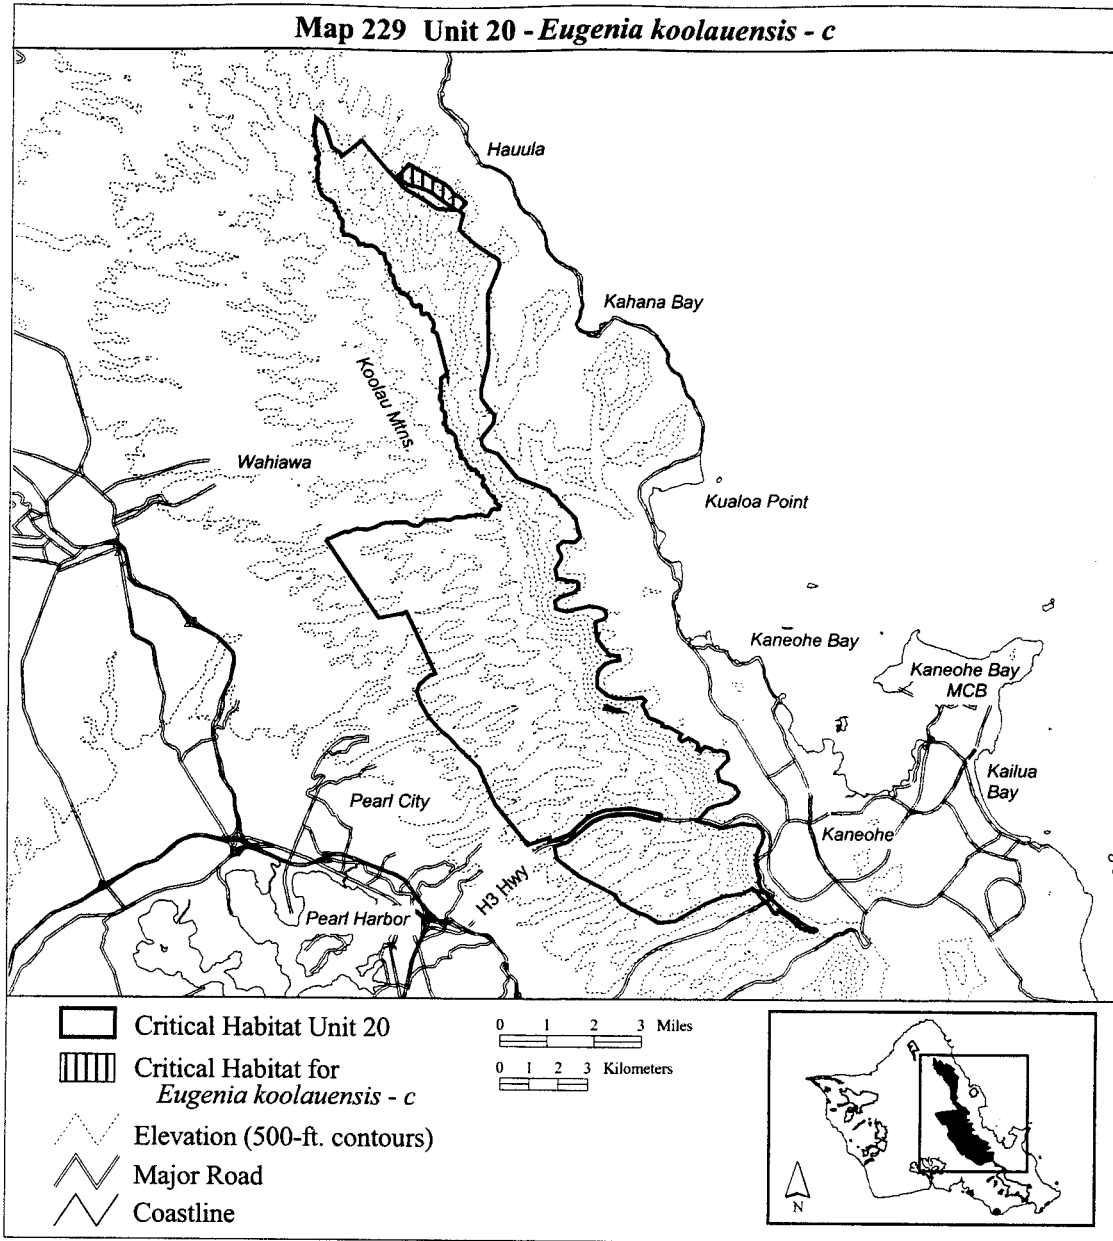 Map 229 Unit 20 - Eugenia koolauensis - c
Hauula
Kahana Bay
Koolau Mtns.
Wahiawa
Kualoa Point
Kaneohe Bay
Kaneohe Bay
MCB
Kailua
Bay
Pearl City
Kaneohe
H3 Hwy
Pearl Harbor
Critical Habitat Unit 20
Critical Habitat for
Eugenia koolauensis - c
Elevation (500-ft. contours)
Major Road
Coastline
0 1 2 3 Miles
0 1 2 3 Kilometers
N